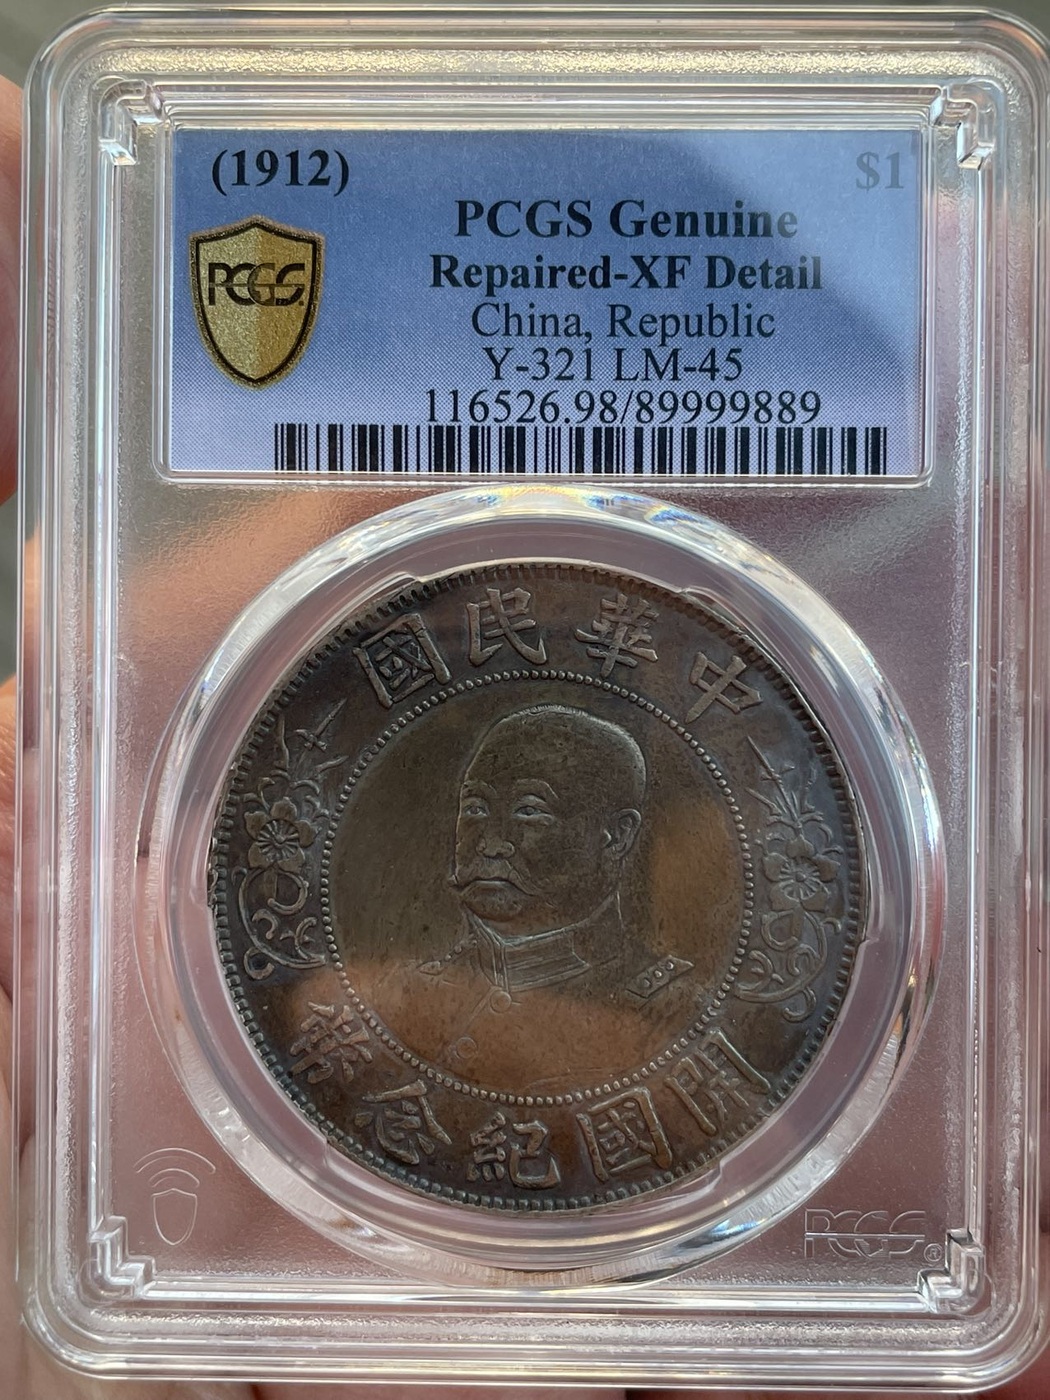 (1912)
$1
PCGS Genuine
Repaired-XF Detail
China, Republic
Y-321 LM-45
116526.98/89999889
PCGS
中華民國
開國紀念幣
PCGS®